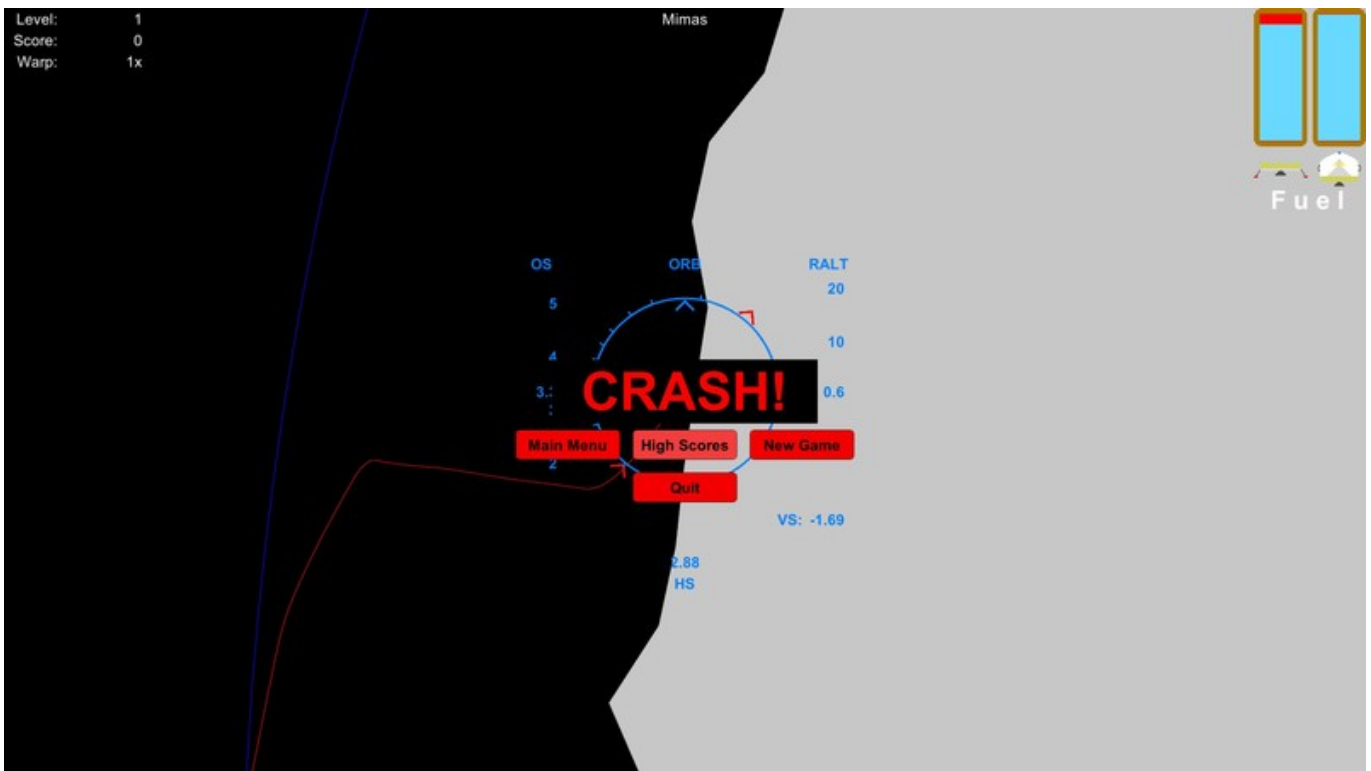 Level: 1
Score: 0
Warp: 1x
Mimas
Fuel
OS ORB RALT
20
5
10
4
0.6
CRASH!
Main Menu High Scores New Game
2
Quit
VS: -1.69
2.88
HS